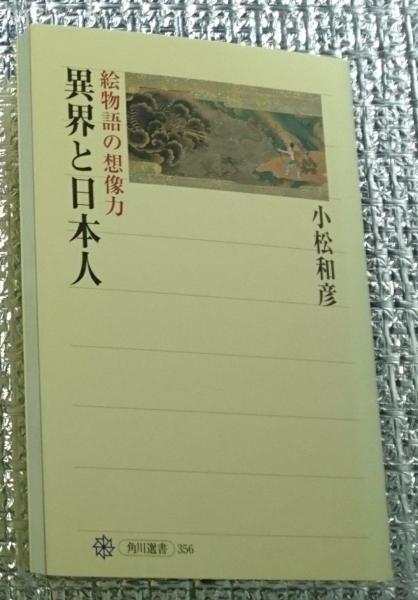 異界と日本人
絵物語の想像力
小松和彦
角川選書 356